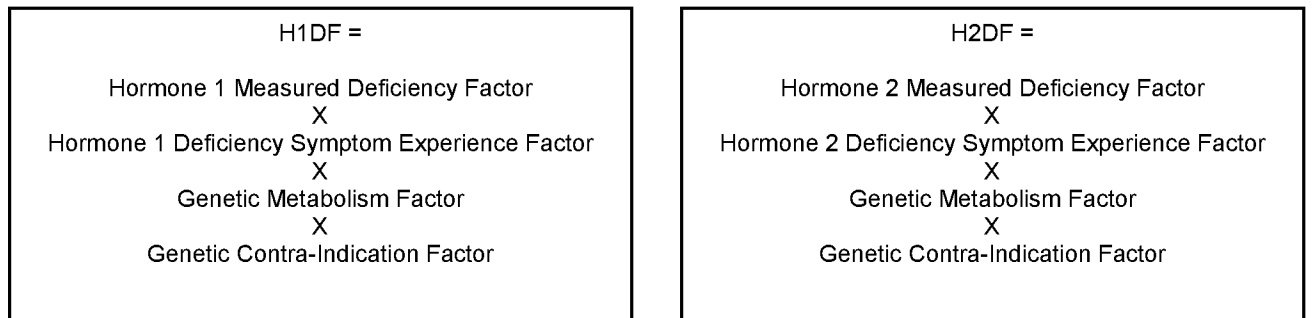 H1DF =
Hormone 1 Measured Deficiency Factor
X
Hormone 1 Deficiency Symptom Experience Factor
X
Genetic Metabolism Factor
X
Genetic Contra-Indication Factor
H2DF =
Hormone 2 Measured Deficiency Factor
X
Hormone 2 Deficiency Symptom Experience Factor
X
Genetic Metabolism Factor
X
Genetic Contra-Indication Factor